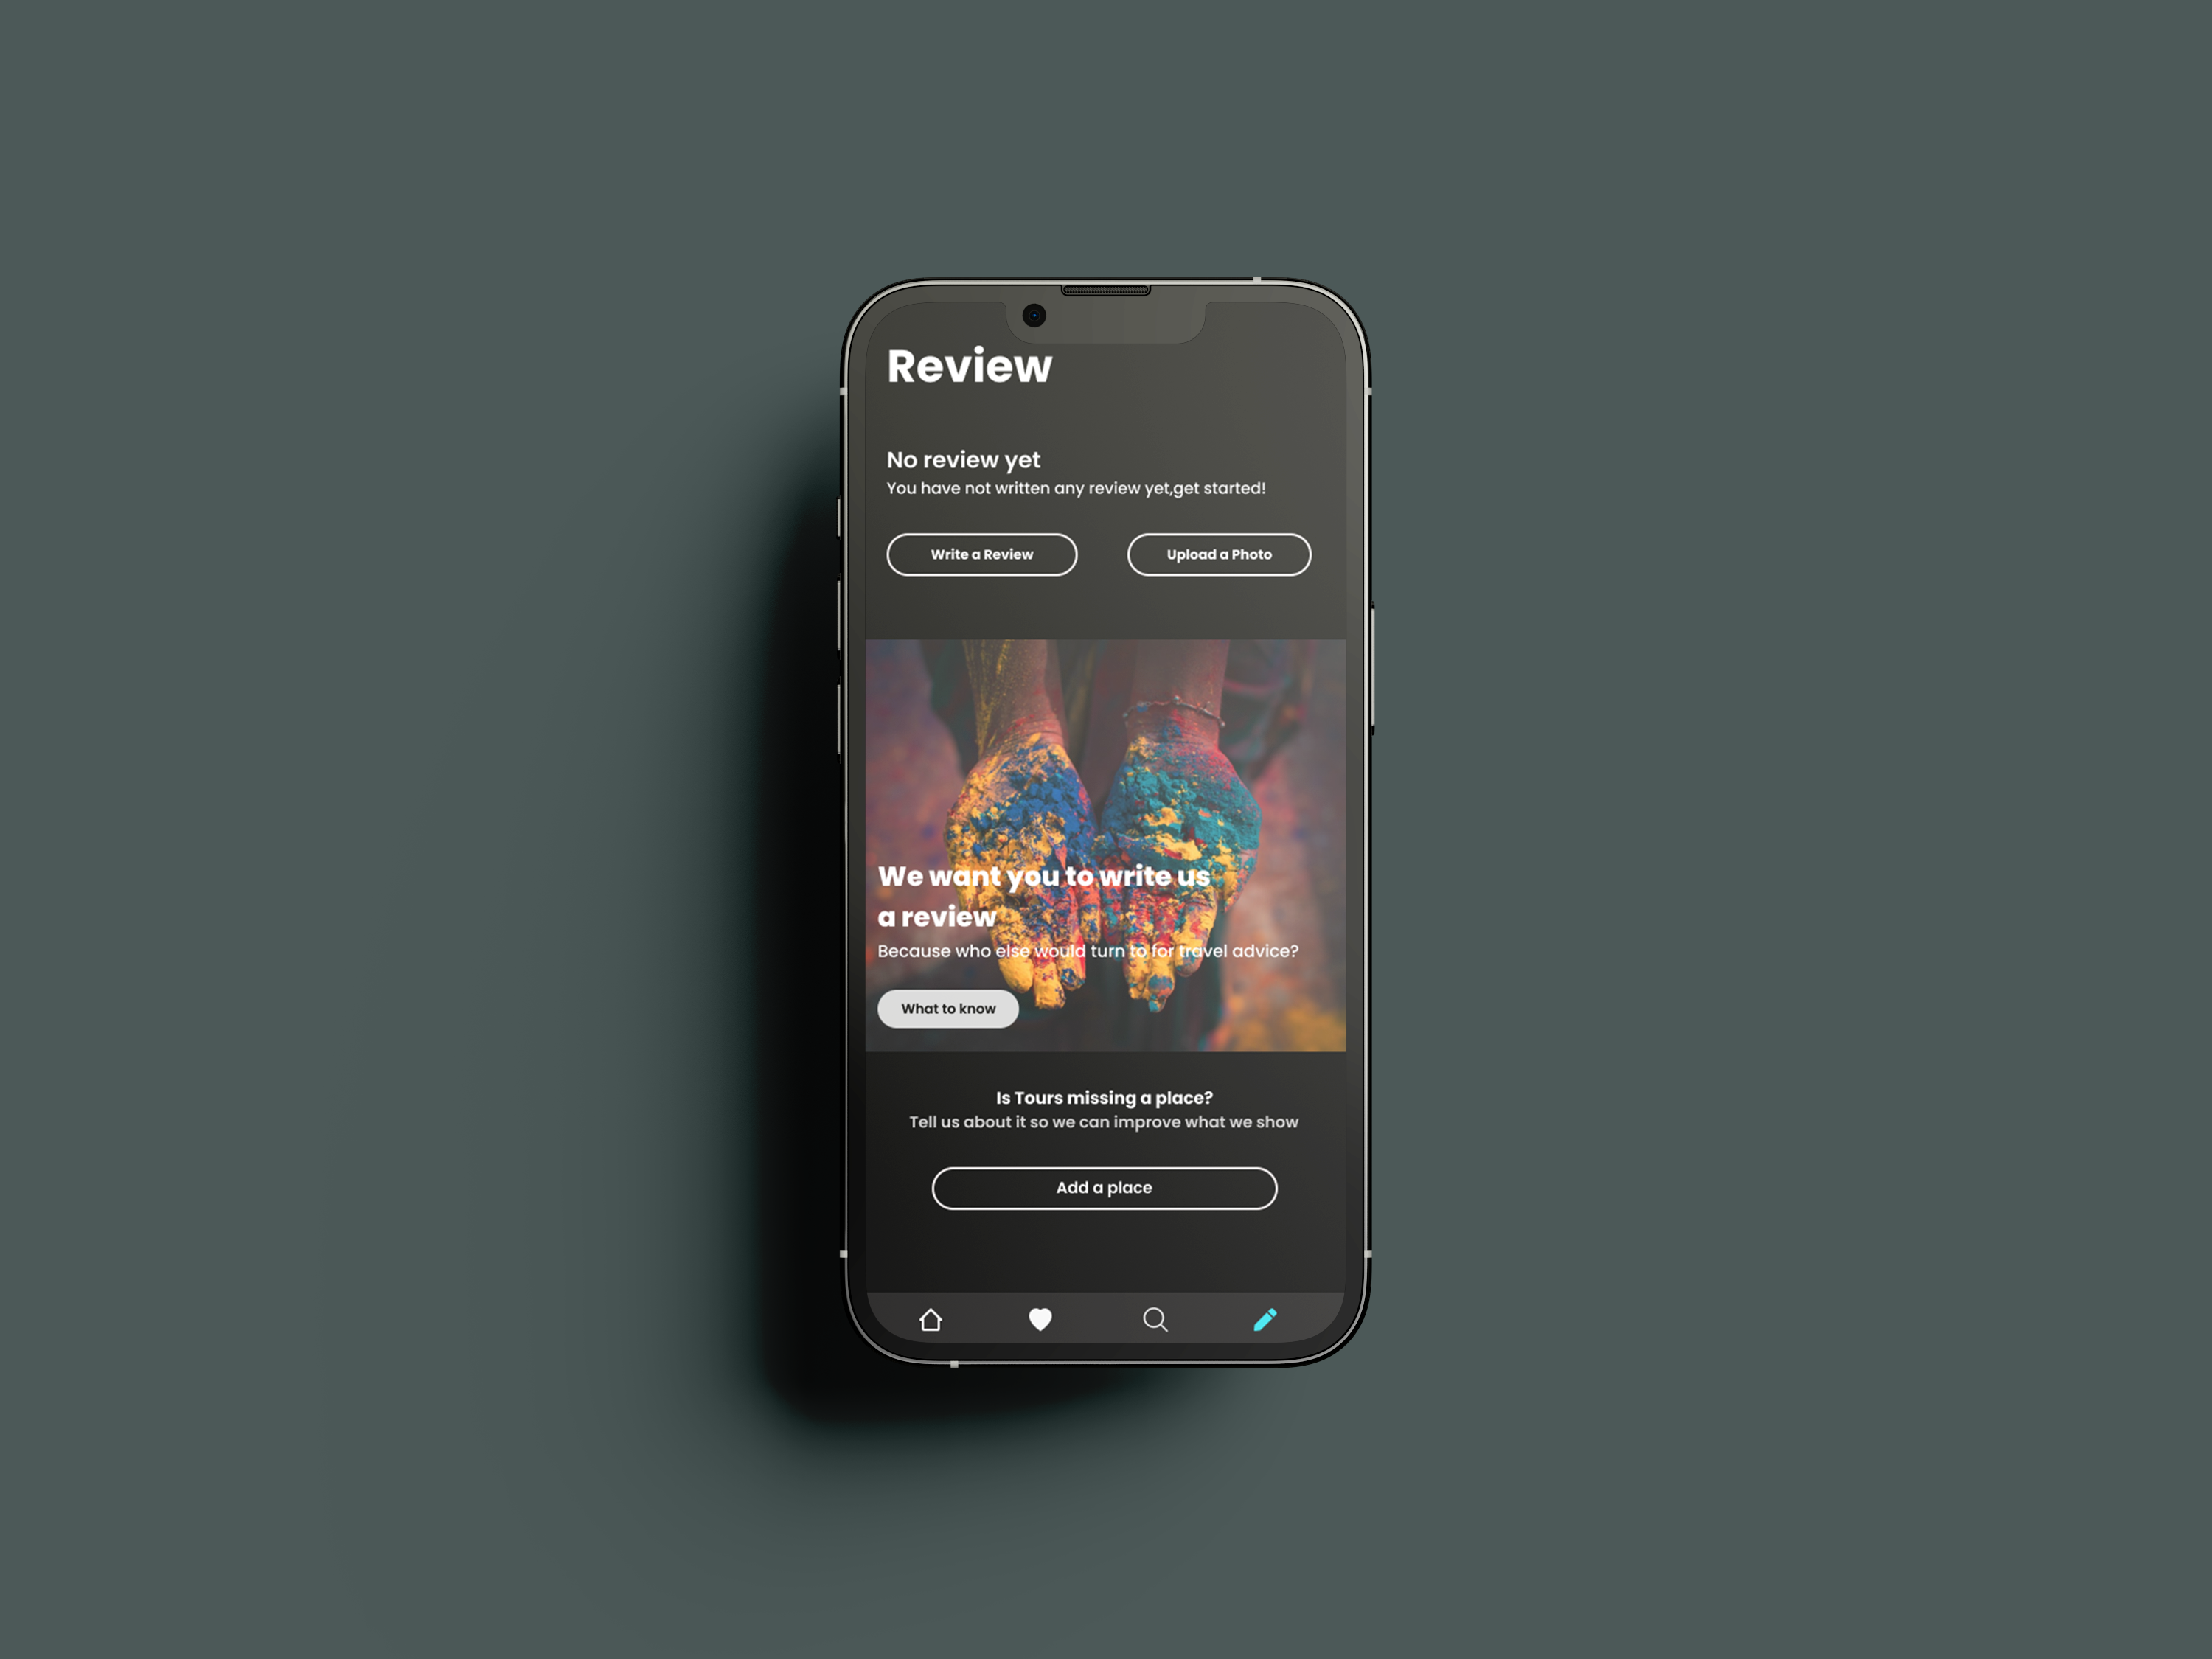 Review
No review yet
You have not written any review yet,get started!
Write a Review
Upload a Photo
We want you to write us
a review
Because who else would turn to for travel advice?
What to know
Is Tours missing a place?
Tell us about it so we can improve what we show
Add a place